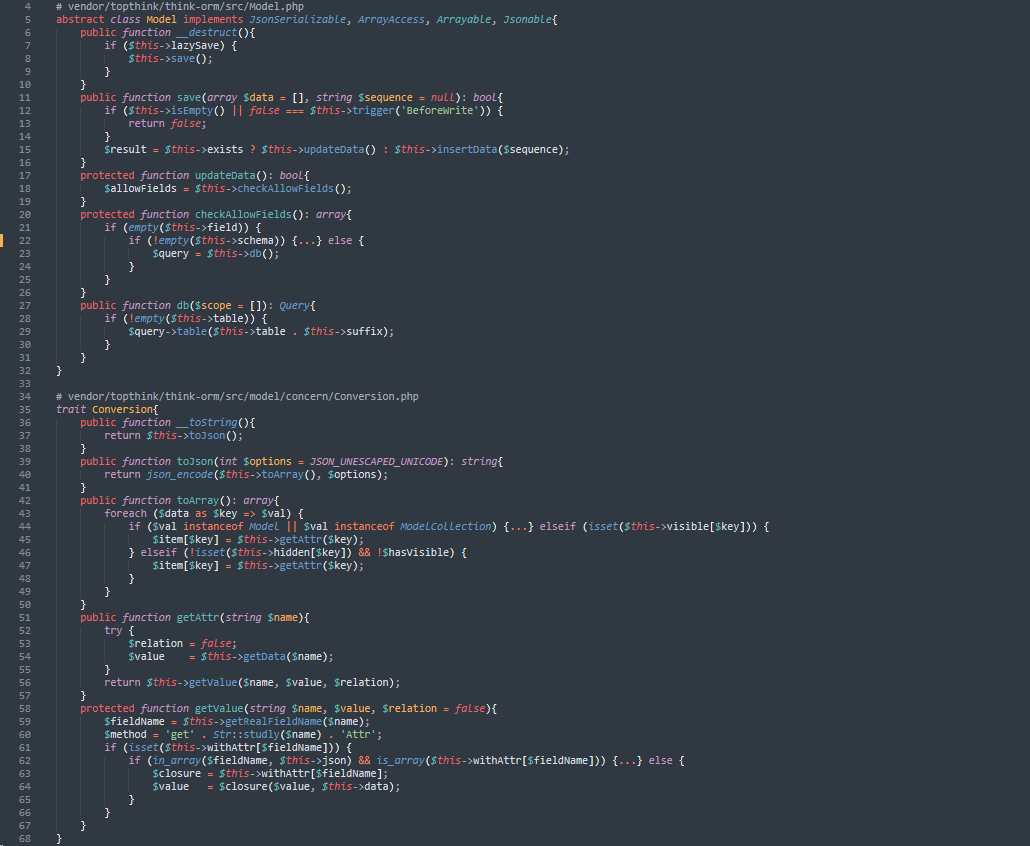 4 # vendor/topthink/think-orm/src/Model.php
5 abstract class Model implements JsonSerializable, ArrayAccess, Arrayable, Jsonable{
6 public function __destruct(){
7 if ($this->lazySave) {
8 $this->save();
9 }
10 }
11 public function save(array $data = [], string $sequence = null): bool{
12 if ($this->isEmpty() || false === $this->trigger('BeforeWrite')) {
13 return false;
14 }
15 $result = $this->exists ? $this->updateData() : $this->insertData($sequence);
16 }
17 protected function updateData(): bool{
18 $allowFields = $this->checkAllowFields();
19 }
20 protected function checkAllowFields(): array{
21 if (empty($this->field)) {
22 if (!empty($this->schema)) {...} else {
23 $query = $this->db();
24 }
25 }
26 }
27 public function db($scope = []): Query{
28 if (!empty($this->table)) {
29 $query->table($this->table . $this->suffix);
30 }
31 }
32 }
33
34 # vendor/topthink/think-orm/src/model/concern/Conversion.php
35 trait Conversion{
36 public function __toString(){
37 return $this->toJson();
38 }
39 public function toJson(int $options = JSON_UNESCAPED_UNICODE): string{
40 return json_encode($this->toArray(), $options);
41 }
42 public function toArray(): array{
43 foreach ($data as $key => $val) {
44 if ($val instanceof Model || $val instanceof ModelCollection) {...} elseif (isset($this->visible[$key])) {
45 $item[$key] = $this->getAttr($key);
46 } elseif (!isset($this->hidden[$key]) && !$hasVisible) {
47 $item[$key] = $this->getAttr($key);
48 }
49 }
50 }
51 public function getAttr(string $name){
52 try {
53 $relation = false;
54 $value    = $this->getData($name);
55 }
56 return $this->getValue($name, $value, $relation);
57 }
58 protected function getValue(string $name, $value, $relation = false){
59 $fieldName = $this->getRealFieldName($name);
60 $method = 'get' . Str::studly($name) . 'Attr';
61 if (isset($this->withAttr[$fieldName])) {
62 if (in_array($fieldName, $this->json) && is_array($this->withAttr[$fieldName])) {...} else {
63 $closure = $this->withAttr[$fieldName];
64 $value   = $closure($value, $this->data);
65 }
66 }
67 }
68 }